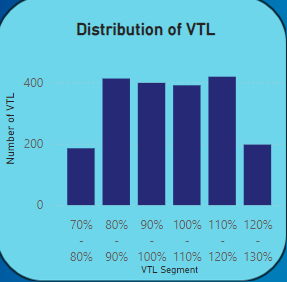 Distribution of VTL
Number of VTL
400
200
0
70% 80% 90% 100% 110% 120%
- - - - - -
80% 90% 100% 110% 120% 130%
VTL Segment